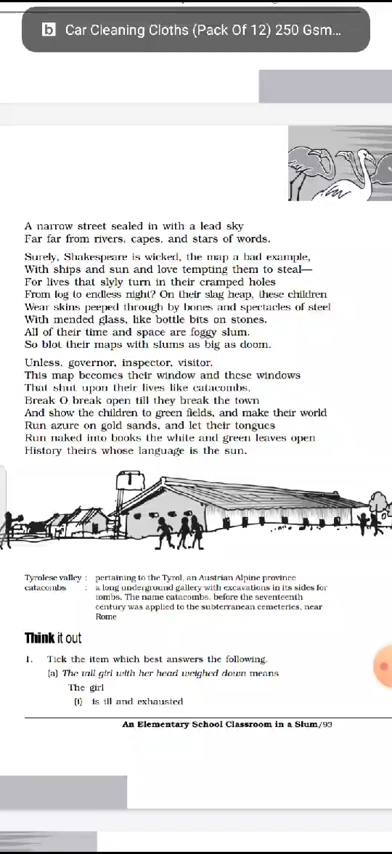 b Car Cleaning Cloths (Pack Of 12) 250 Gsm...
A narrow street sealed in with a lead sky
Far far from rivers, capes, and stars of words.
Surely, Shakespeare is wicked, the map a bad example,
With ships and sun and love tempting them to steal—
For lives that slyly turn in their cramped holes
From fog to endless night? On their slag heap, these children
Wear skins peeped through by bones and spectacles of steel
With mended glass, like bottle bits on stones.
All of their time and space are foggy slum.
So blot their maps with slums as big as doom.
Unless, governor, inspector, visitor,
This map becomes their window and these windows
That shut upon their lives like catacombs,
Break O break open till they break the town
And show the children to green fields, and make their world
Run azure on gold sands, and let their tongues
Run naked into books the white and green leaves open
History theirs whose language is the sun.
Tyrolese valley : pertaining to the Tyrol, an Austrian Alpine province
catacombs : a long underground gallery with excavations in its sides for
tombs. The name catacombs, before the seventeenth
century was applied to the subterranean cemeteries, near
Rome
Think it out
1. Tick the item which best answers the following.
(a) The tall girl with her head weighed down means
The girl
(i) is ill and exhausted
An Elementary School Classroom in a Slum/93